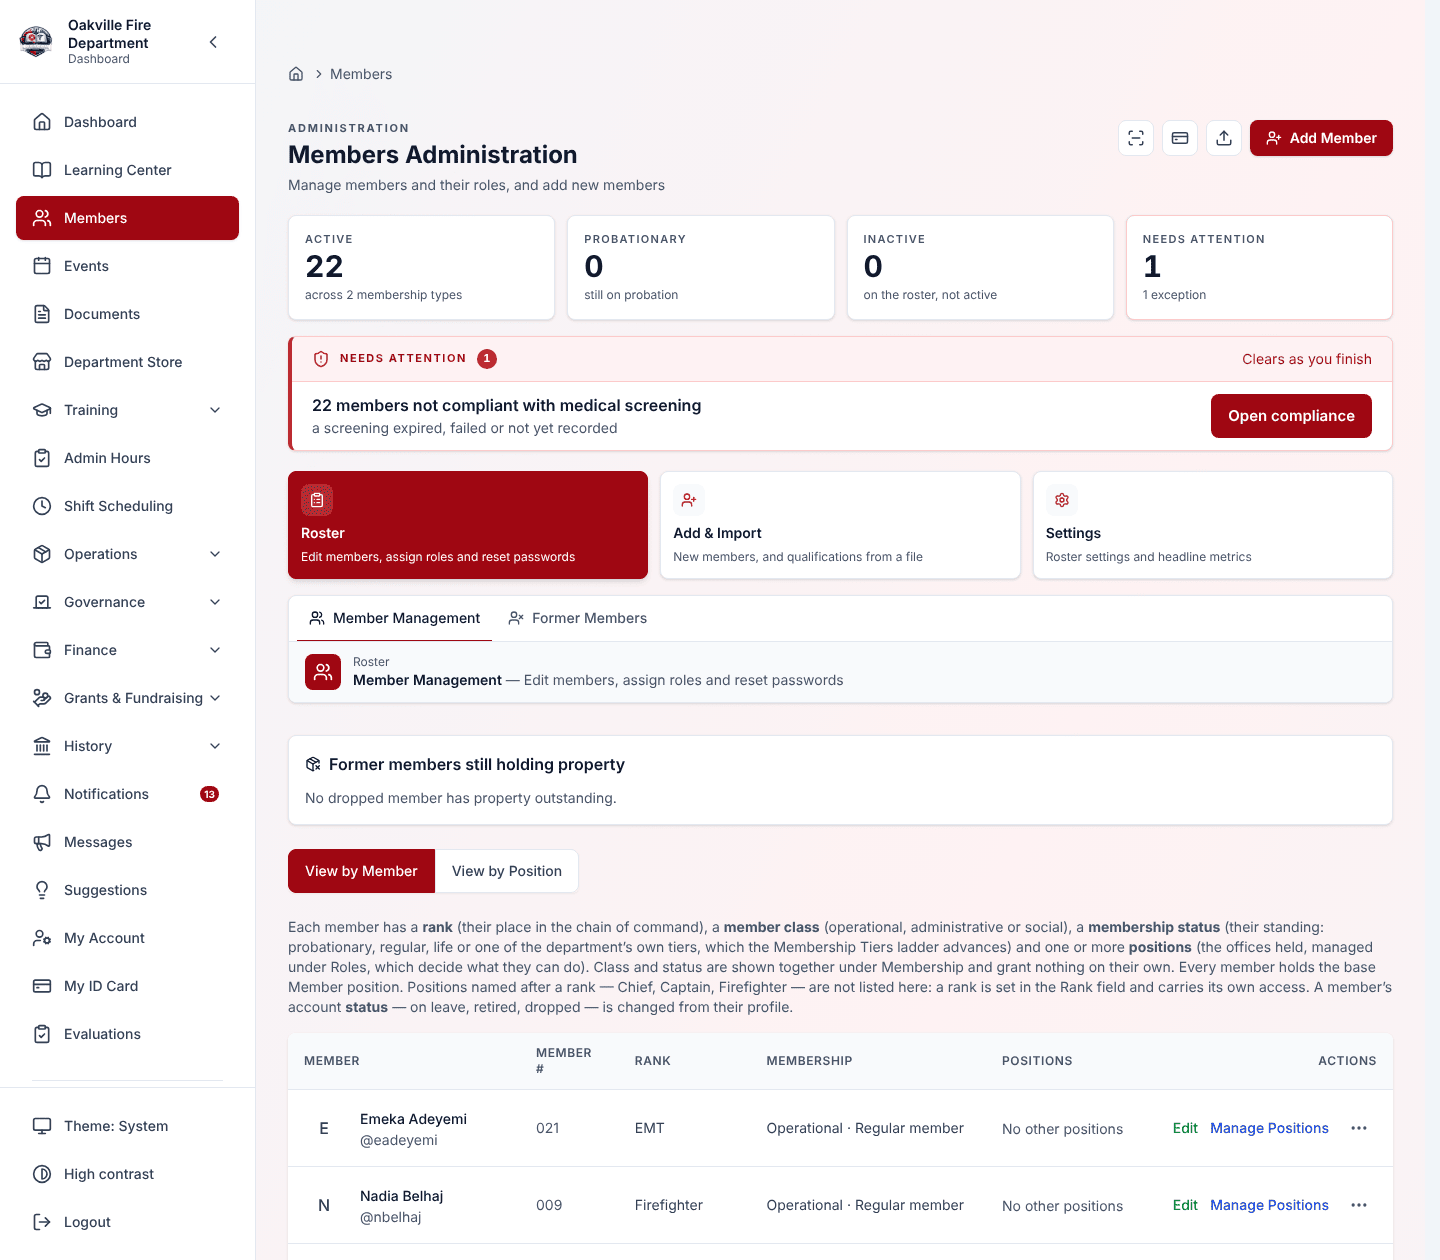 Oakville Fire
Department
Dashboard
Dashboard
Learning Center
Members
Events
Documents
Department Store
Training
Admin Hours
Shift Scheduling
Operations
Governance
Finance
Grants & Fundraising
History
Notifications 13
Messages
Suggestions
My Account
My ID Card
Evaluations
Theme: System
High contrast
Logout
Members
ADMINISTRATION
Members Administration
Manage members and their roles, and add new members
Add Member
ACTIVE
22
across 2 membership types
PROBATIONARY
0
still on probation
INACTIVE
0
on the roster, not active
NEEDS ATTENTION
1
1 exception
NEEDS ATTENTION 1
Clears as you finish
22 members not compliant with medical screening
a screening expired, failed or not yet recorded
Open compliance
Roster
Edit members, assign roles and reset passwords
Add & Import
New members, and qualifications from a file
Settings
Roster settings and headline metrics
Member Management
Former Members
Roster
Member Management — Edit members, assign roles and reset passwords
Former members still holding property
No dropped member has property outstanding.
View by Member
View by Position
Each member has a rank (their place in the chain of command), a member class (operational, administrative or social), a membership status (their standing:
probationary, regular, life or one of the department's own tiers, which the Membership Tiers ladder advances) and one or more positions (the offices held, managed
under Roles, which decide what they can do). Class and status are shown together under Membership and grant nothing on their own. Every member holds the base
Member position. Positions named after a rank — Chief, Captain, Firefighter — are not listed here: a rank is set in the Rank field and carries its own access. A member's
account status — on leave, retired, dropped — is changed from their profile.
MEMBER
MEMBER
#
RANK
MEMBERSHIP
POSITIONS
ACTIONS
E
Emeka Adeyemi
@eadeyemi
021
EMT
Operational · Regular member
No other positions
Edit
Manage Positions
N
Nadia Belhaj
@nbelhaj
009
Firefighter
Operational · Regular member
No other positions
Edit
Manage Positions